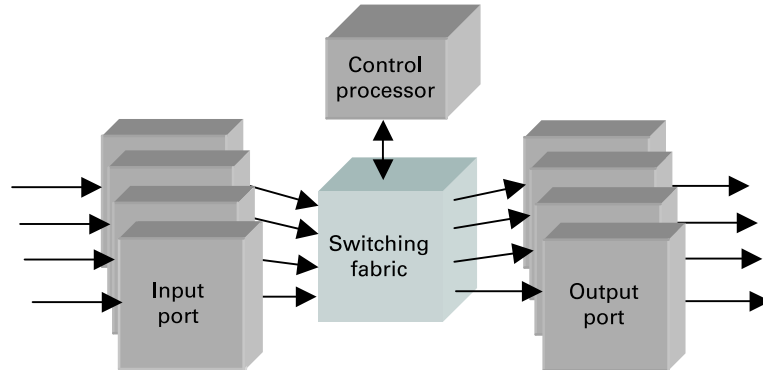 Control
processor
Switching
fabric
Input
port
Output
port